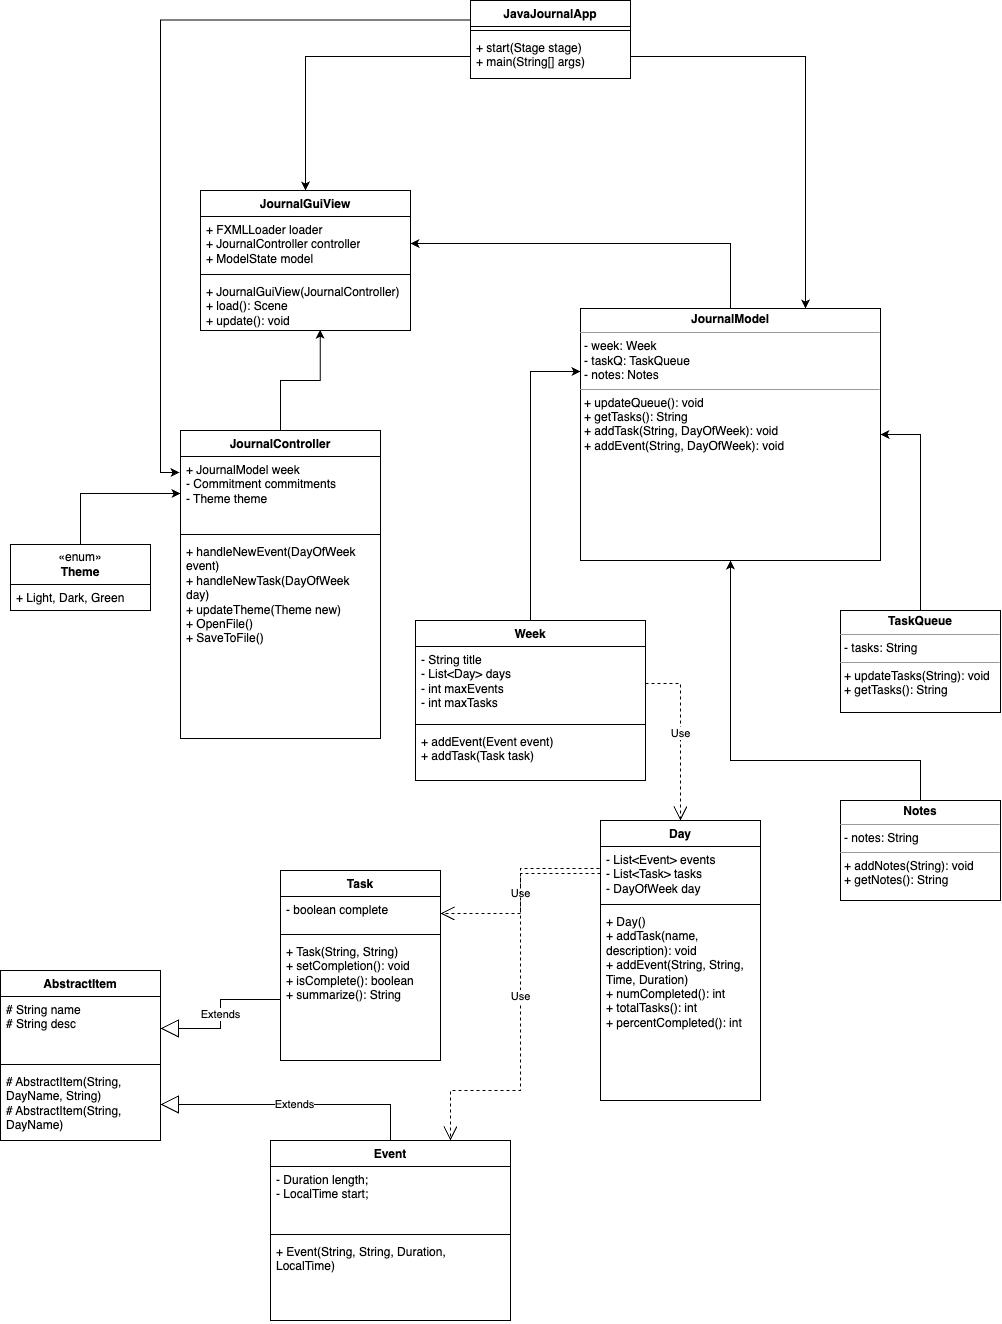 JavaJournalApp
+ start(Stage stage)
+ main(String[] args)
JournalGuiView
+ FXMLLoader loader
+ JournalController controller
+ ModelState model
+ JournalGuiView(JournalController)
+ load(): Scene
+ update(): void
JournalModel
- week: Week
- taskQ: TaskQueue
- notes: Notes
+ updateQueue(): void
+ getTasks(): String
+ addTask(String, DayOfWeek): void
+ addEvent(String, DayOfWeek): void
JournalController
+ JournalModel week
- Commitment commitments
- Theme theme
+ handleNewEvent(DayOfWeek
event)
+ handleNewTask(DayOfWeek
day)
+ updateTheme(Theme new)
+ OpenFile()
+ SaveToFile()
«enum»
Theme
+ Light, Dark, Green
Week
- String title
- List<Day> days
- int maxEvents
- int maxTasks
+ addEvent(Event event)
+ addTask(Task task)
TaskQueue
- tasks: String
+ updateTasks(String): void
+ getTasks(): String
Use
Notes
- notes: String
+ addNotes(String): void
+ getNotes(): String
Day
- List<Event> events
- List<Task> tasks
- DayOfWeek day
+ Day()
+ addTask(name,
description): void
+ addEvent(String, String,
Time, Duration)
+ numCompleted(): int
+ totalTasks(): int
+ percentCompleted(): int
Use
Use
Task
- boolean complete
+ Task(String, String)
+ setCompletion(): void
+ isComplete(): boolean
+ summarize(): String
AbstractItem
# String name
# String desc
# AbstractItem(String,
DayName, String)
# AbstractItem(String,
DayName)
Extends
Extends
Event
- Duration length;
- LocalTime start;
+ Event(String, String, Duration,
LocalTime)